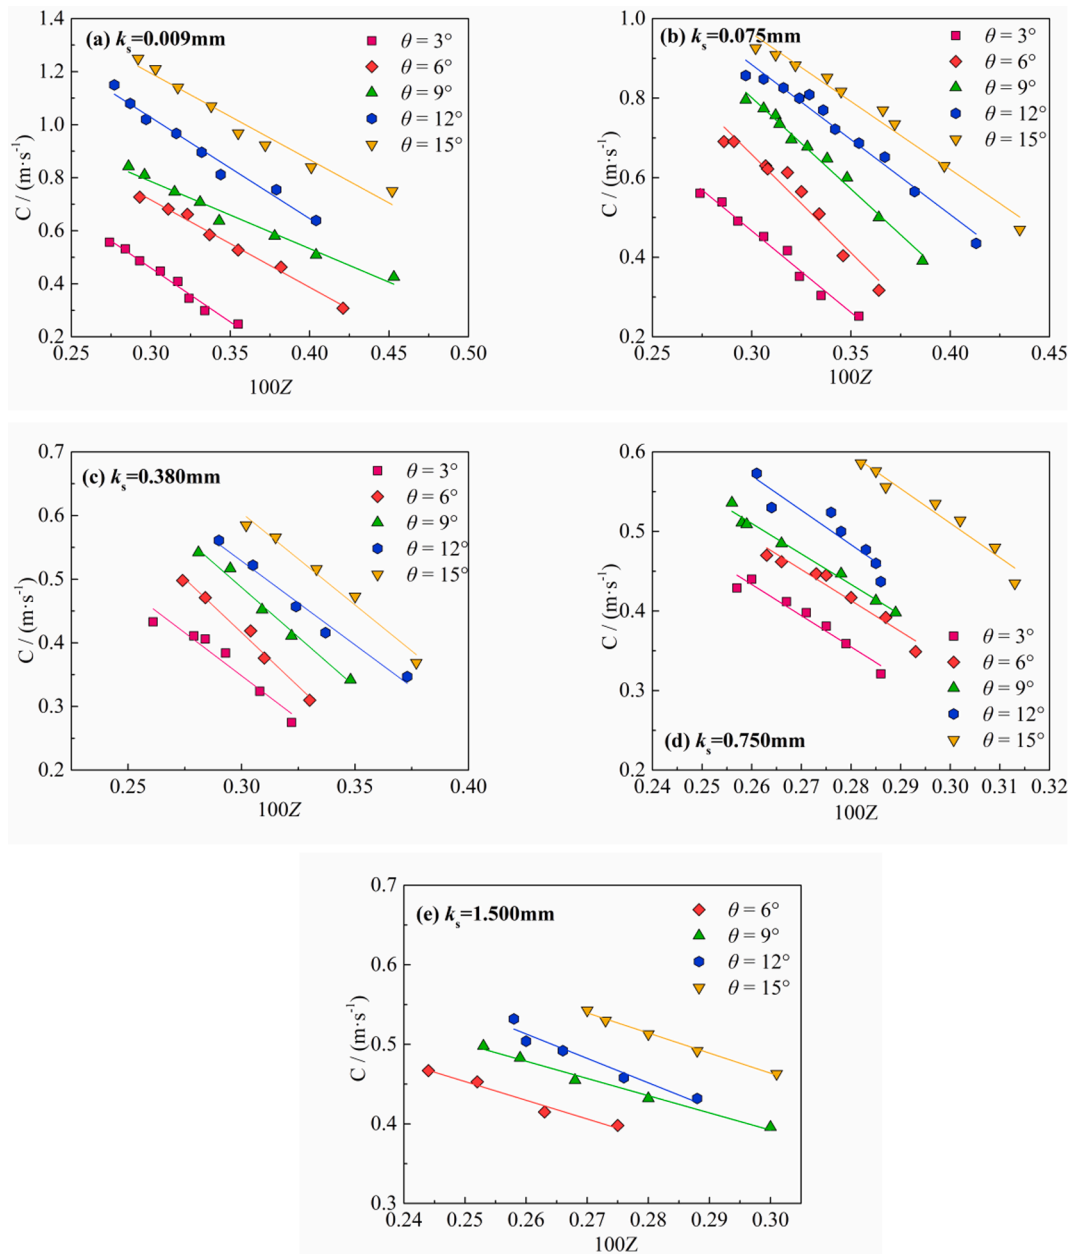 (a) ks=0.009mm
θ = 3°
θ = 6°
θ = 9°
θ = 12°
θ = 15°
1.4
1.2
1.0
0.8
0.6
0.4
0.2
C / (m·s⁻¹)
0.25 0.30 0.35 0.40 0.45 0.50
100Z
(b) ks=0.075mm
θ = 3°
θ = 6°
θ = 9°
θ = 12°
θ = 15°
1.0
0.8
0.6
0.4
0.2
C / (m·s⁻¹)
0.25 0.30 0.35 0.40 0.45
100Z
(c) ks=0.380mm
θ = 3°
θ = 6°
θ = 9°
θ = 12°
θ = 15°
0.7
0.6
0.5
0.4
0.3
0.2
C / (m·s⁻¹)
0.25 0.30 0.35 0.40
100Z
0.6
0.5
0.4
0.3
0.2
C / (m·s⁻¹)
θ = 3°
θ = 6°
θ = 9°
θ = 12°
θ = 15°
(d) ks=0.750mm
0.24 0.25 0.26 0.27 0.28 0.29 0.30 0.31 0.32
100Z
(e) ks=1.500mm
θ = 6°
θ = 9°
θ = 12°
θ = 15°
0.7
0.6
0.5
0.4
0.3
C / (m·s⁻¹)
0.24 0.25 0.26 0.27 0.28 0.29 0.30
100Z